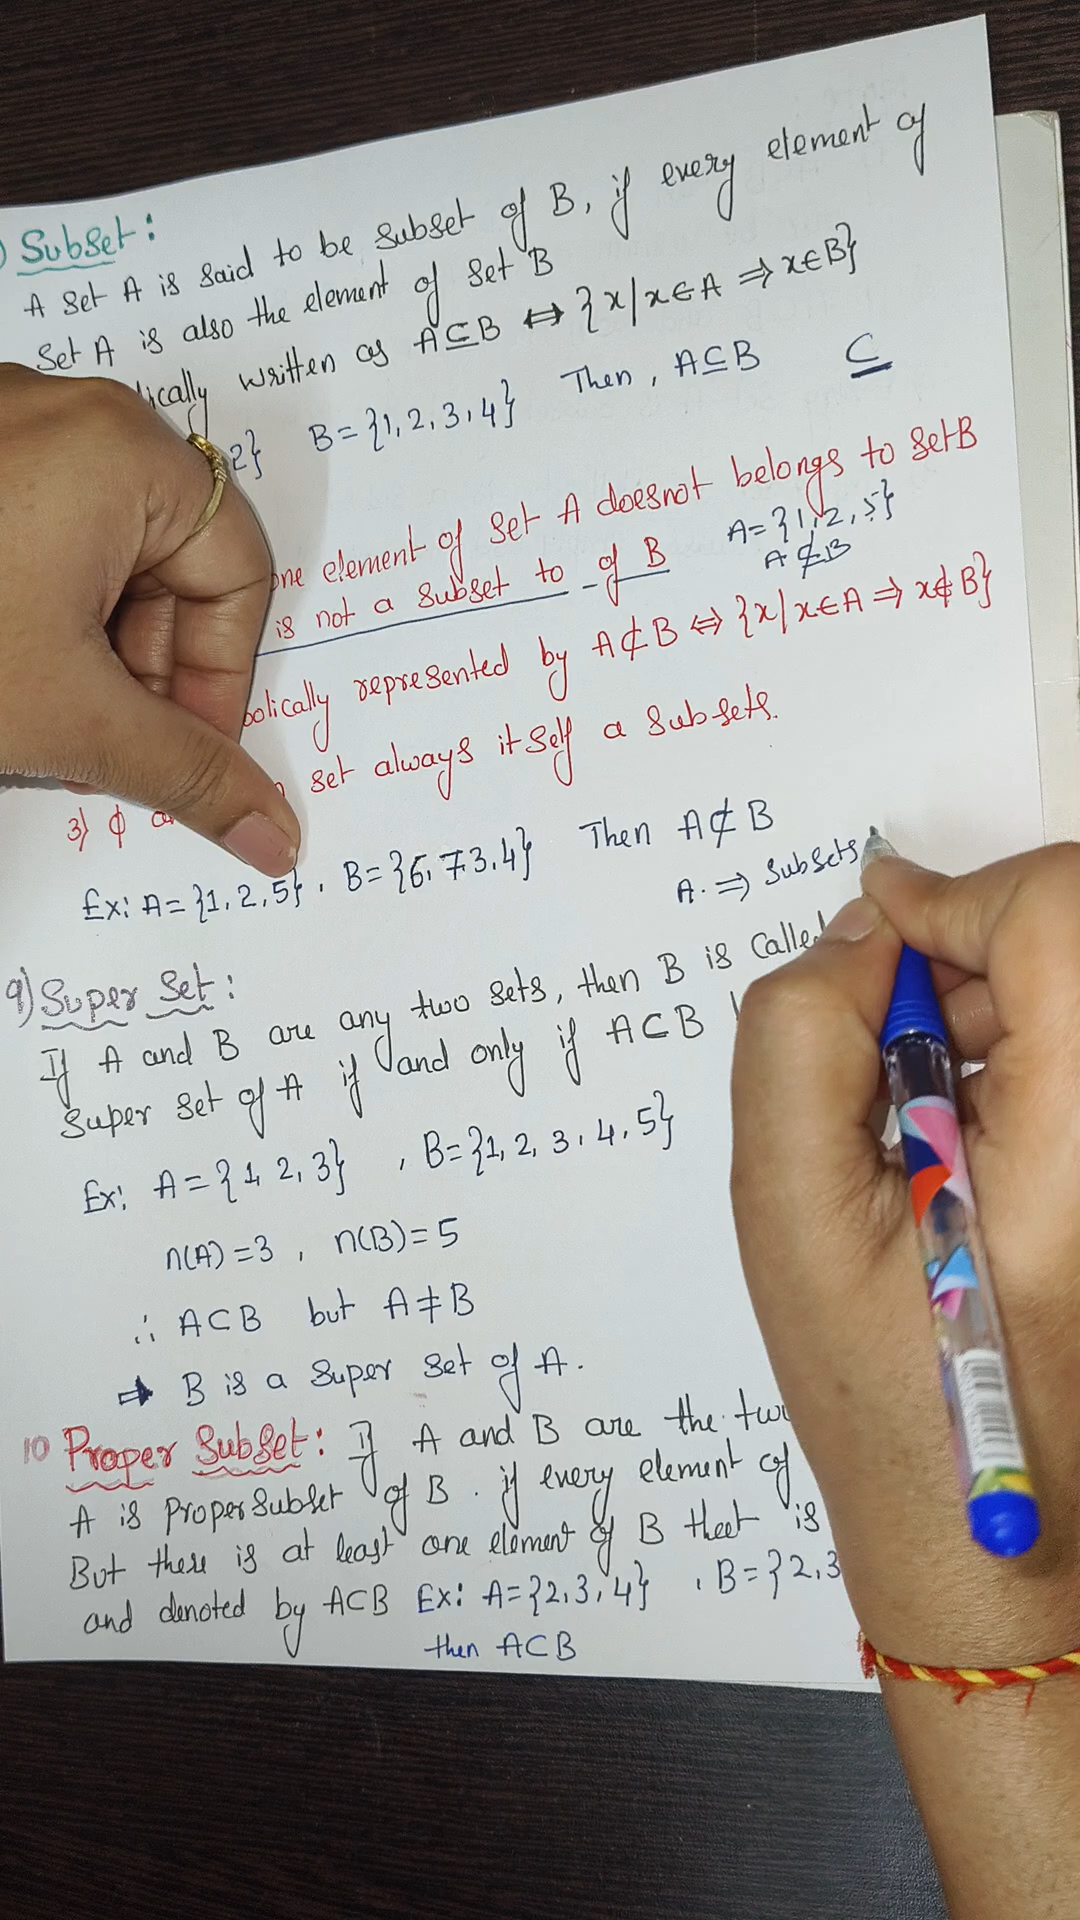 ) Subset:
A set A is said to be subset of B, if every element of
Set A is also the element of set B
ically written as A⊆B ⇔ {x/x∈A ⇒ x∈B}
2} B={1,2,3,4} Then, A⊆B ⊆
one element of set A doesnot belongs to set B
A={1,2,5}
is not a subset to of B
A⊈B
bolically represented by A⊄B ⇔ {x/x∈A ⇒ x∉B}
3) ϕ set always itself a subsets.
Ex: A={1,2,5}, B={6,7,3,4} Then A⊄B
A. ⇒ Subsets
9) Super Set:
If A and B are any two sets, then B is Called
super set of A if and only if A⊂B
Ex: A={1,2,3} , B={1,2,3,4,5}
n(A)=3 , n(B)=5
∴ A⊂B but A≠B
→ B is a super set of A.
10 Proper Subset: If A and B are the two
A is proper subset of B. if every element of
But there is at least one element of B that is
and denoted by A⊂B Ex: A={2,3,4} , B={2,3
then A⊂B